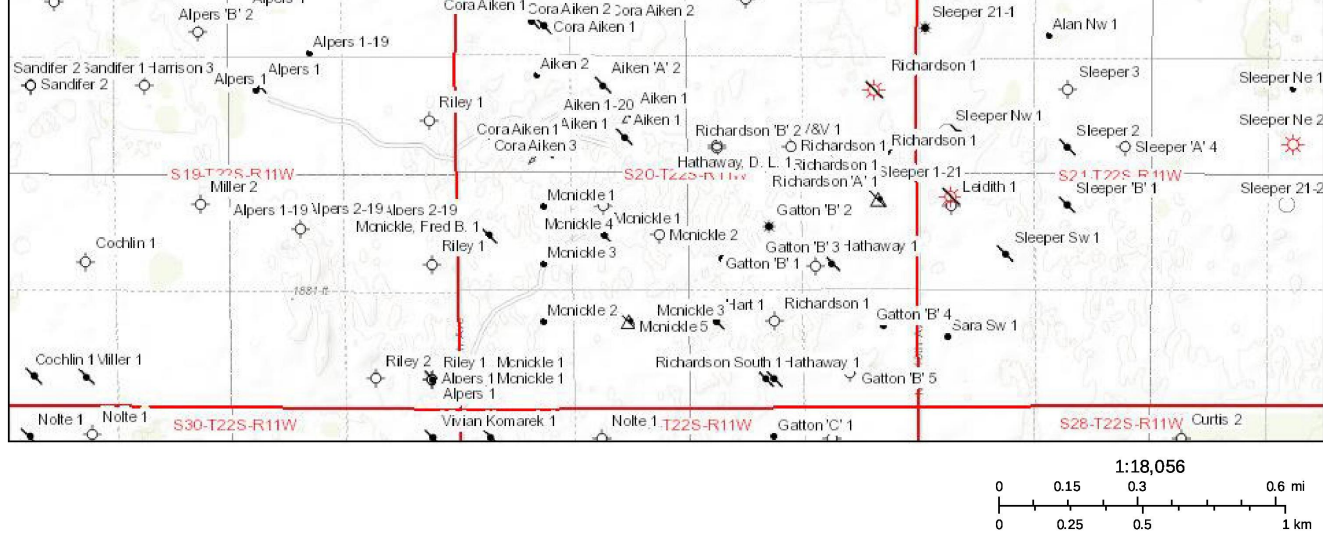 Alpers 'B' 2
Cora Aiken 1
Cora Aiken 2
Cora Aiken 2
Cora Aiken 1
Sleeper 21-1
Alan Nw 1
Alpers 1-19
Sandifer 2
Sandifer 1
Harrison 3
Sandifer 2
Alpers 1
Alpers 1
Aiken 2
Aiken 'A' 2
Richardson 1
Sleeper 3
Sleeper Ne 1
Riley 1
Aiken 1-20
Aiken 1
Aiken 1
Aiken 1
Cora Aiken 1
Cora Aiken 3
Richardson 'B' 2
Richardson 1
Richardson 1
Sleeper Nw 1
Sleeper 2
Sleeper 'A' 4
Sleeper Ne 2
Hathaway, D. L. 1
Richardson 1
Richardson 'A' 1
Sleeper 1-21
S19-T22S-R11W
S20-T22S-R11W
S21-T22S-R11W
Leidith 1
Sleeper 'B' 1
Sleeper 21-2
Miller 2
Alpers 1-19
Alpers 2-19
Alpers 2-19
Mcnickle, Fred B. 1
Mcnickle 1
Mcnickle 1
Mcnickle 4
Mcnickle 2
Gatton 'B' 2
Cochlin 1
Riley 1
Mcnickle 3
Gatton 'B' 3
Hathaway 1
Gatton 'B' 1
Sleeper Sw 1
1881 ft
Mcnickle 2
Mcnickle 3
Mcnickle 5
Hart 1
Richardson 1
Gatton 'B' 4
Sara Sw 1
Cochlin 1
Miller 1
Riley 2
Riley 1
Mcnickle 1
Alpers 1
Mcnickle 1
Alpers 1
Richardson South 1
Hathaway 1
Gatton 'B' 5
Nolte 1
Nolte 1
S30-T22S-R11W
Vivian Komarek 1
Nolte 1
T22S-R11W
Gatton 'C' 1
S28-T22S-R11W
Curtis 2
1:18,056
0 0.15 0.3 0.6 mi
0 0.25 0.5 1 km